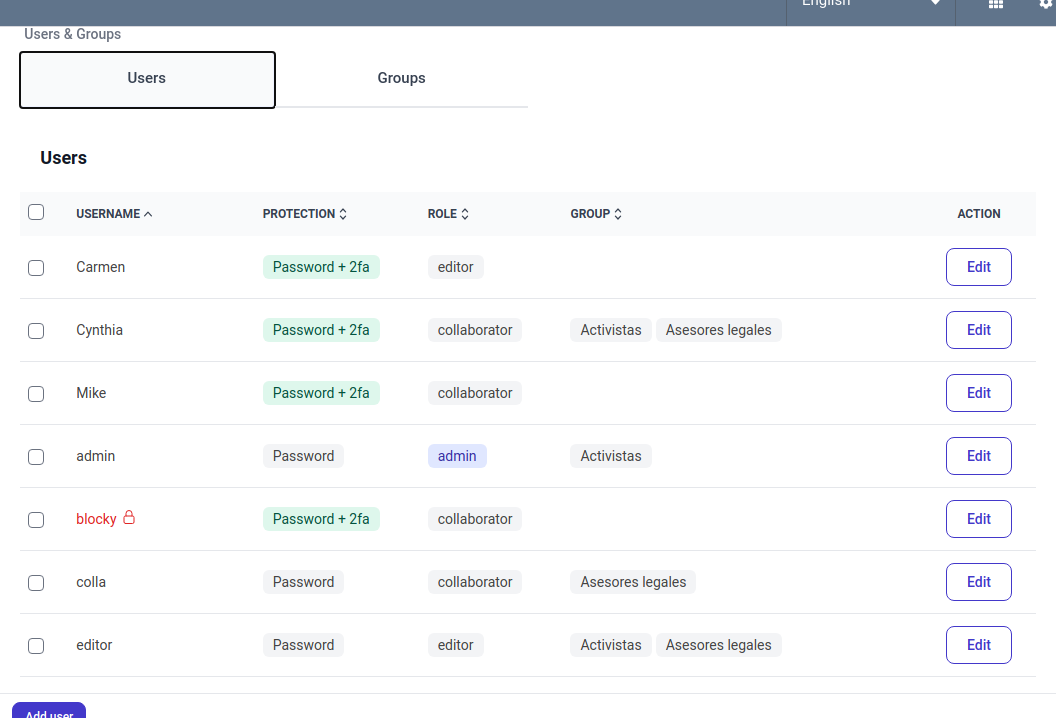 English
Users & Groups
Users Groups
Users
USERNAME PROTECTION ROLE GROUP ACTION
Carmen Password + 2fa editor Edit
Cynthia Password + 2fa collaborator Activistas Asesores legales Edit
Mike Password + 2fa collaborator Edit
admin Password admin Activistas Edit
blocky Password + 2fa collaborator Edit
colla Password collaborator Asesores legales Edit
editor Password editor Activistas Asesores legales Edit
Add user